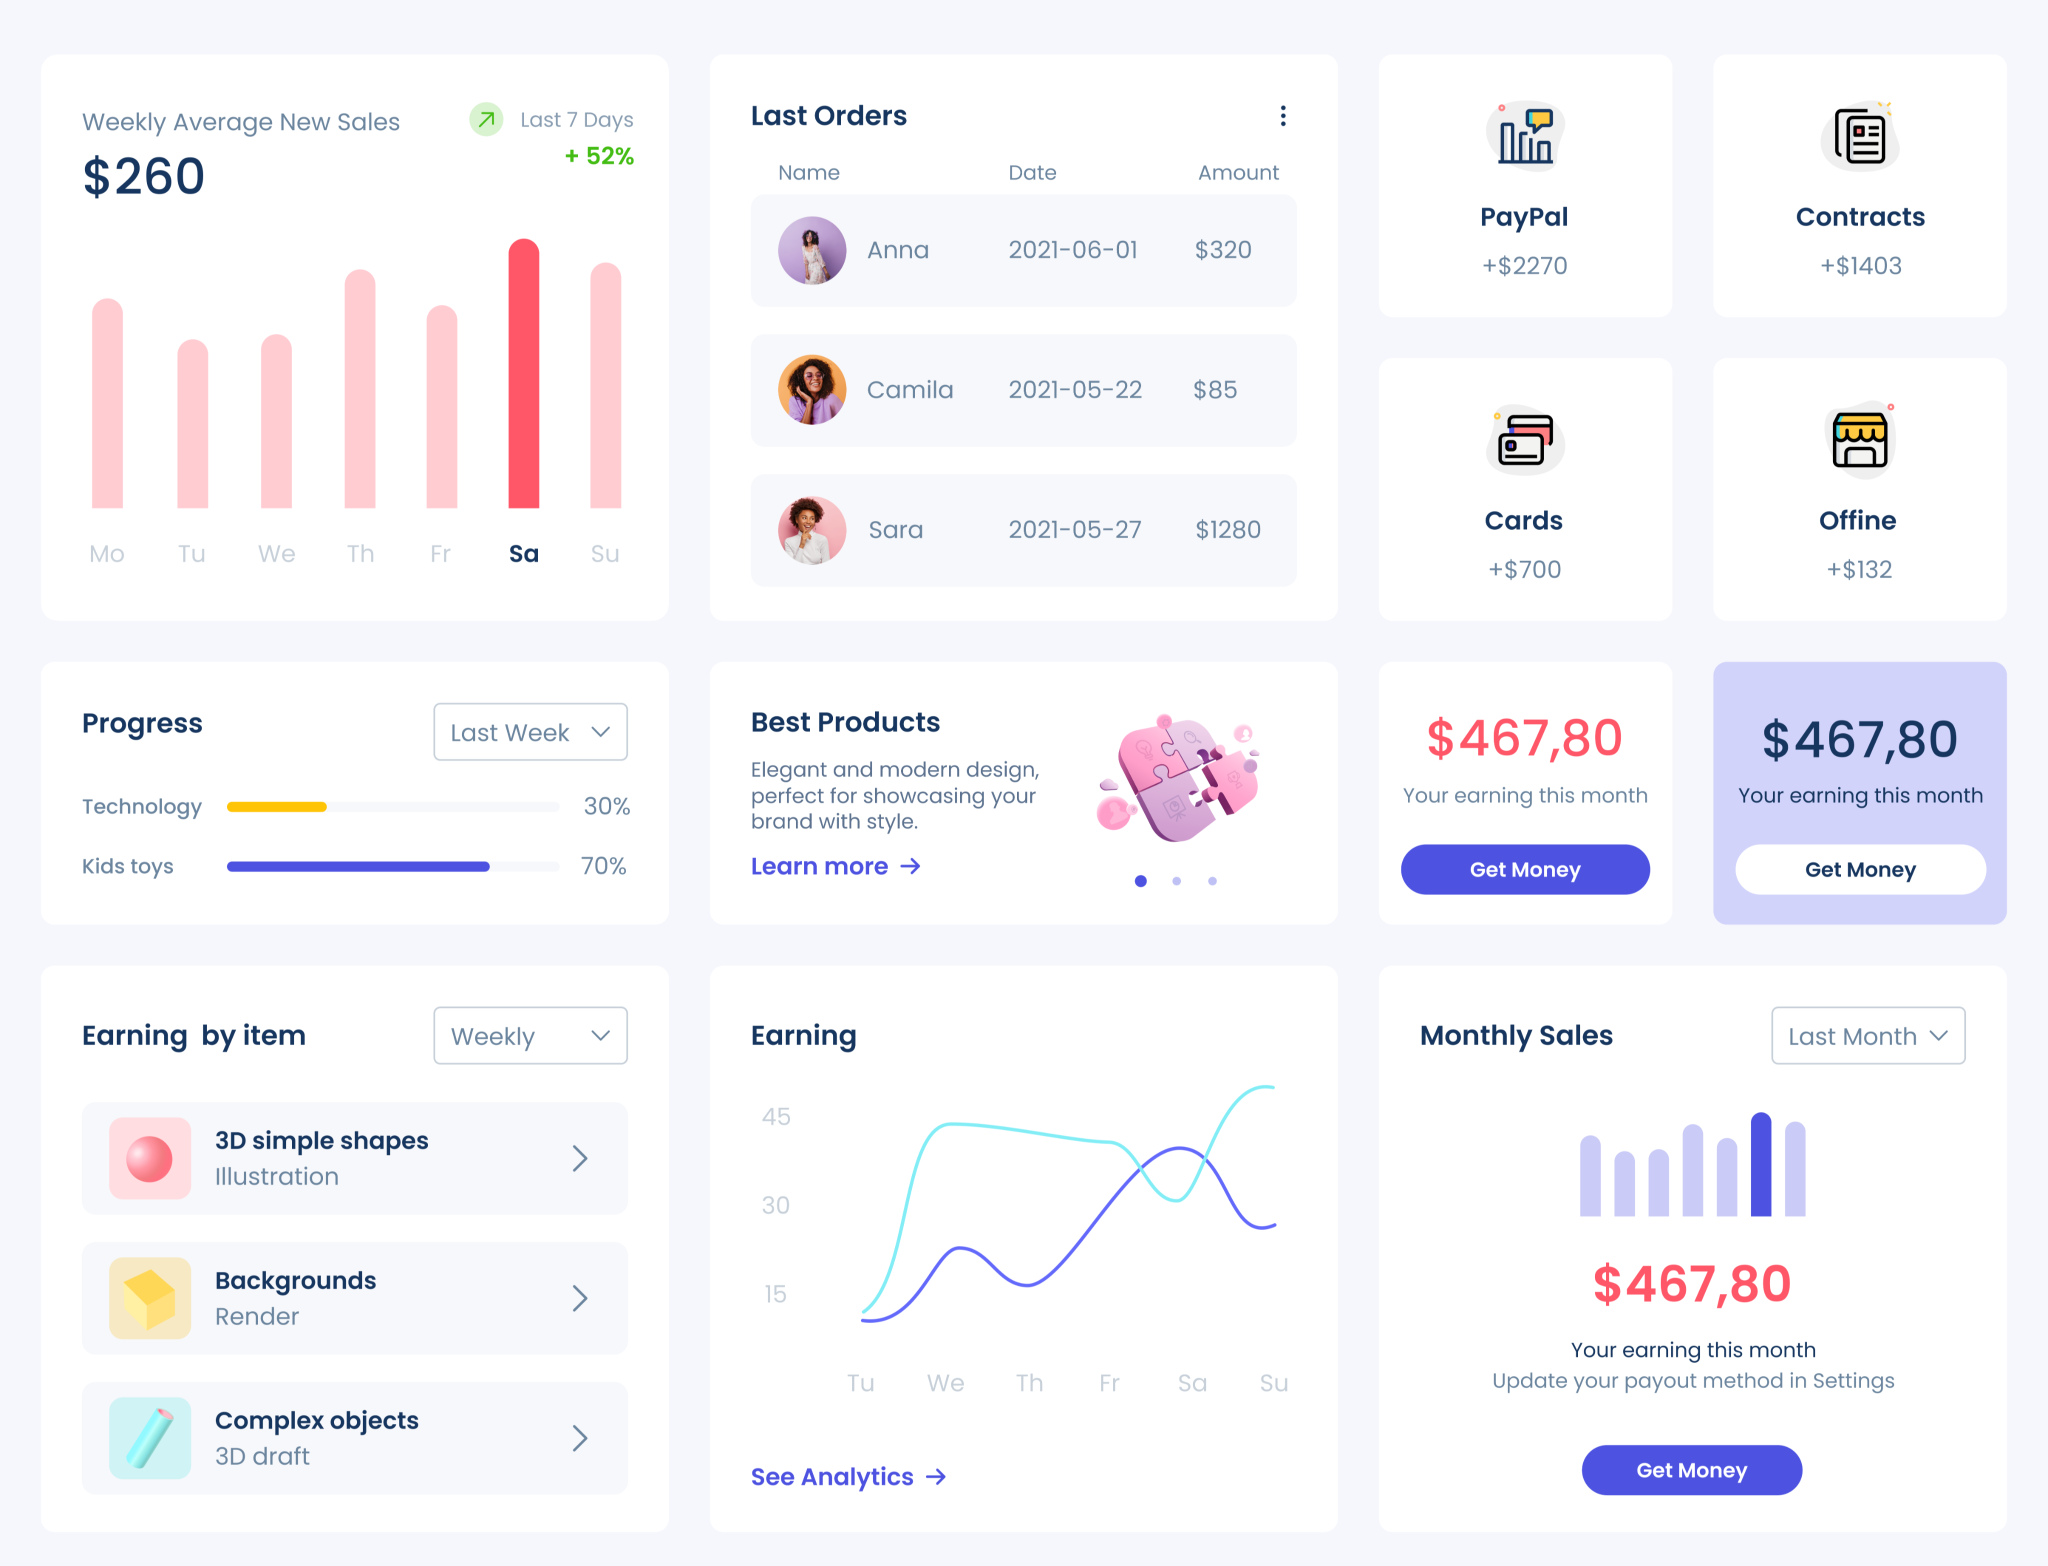 Weekly Average New Sales
$260
Last 7 Days
+ 52%
Mo Tu We Th Fr Sa Su
Last Orders
Name Date Amount
Anna 2021-06-01 $320
Camila 2021-05-22 $85
Sara 2021-05-27 $1280
PayPal
+$2270
Contracts
+$1403
Cards
+$700
Offine
+$132
Progress
Last Week
Technology 30%
Kids toys 70%
Best Products
Elegant and modern design,
perfect for showcasing your
brand with style.
Learn more
$467,80
Your earning this month
Get Money
$467,80
Your earning this month
Get Money
Earning by item
Weekly
3D simple shapes
Illustration
Backgrounds
Render
Complex objects
3D draft
Earning
45
30
15
Tu We Th Fr Sa Su
See Analytics
Monthly Sales
Last Month
$467,80
Your earning this month
Update your payout method in Settings
Get Money